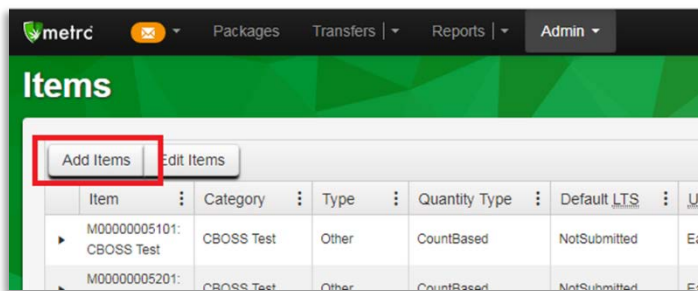 metrc Packages Transfers | Reports | Admin
Items
Add Items Edit Items
Item Category Type Quantity Type Default LTS
M00000005101: CBOSS Test Other CountBased NotSubmitted
CBOSS Test
M00000005201: CBOSS Test Other CountBased NotSubmitted